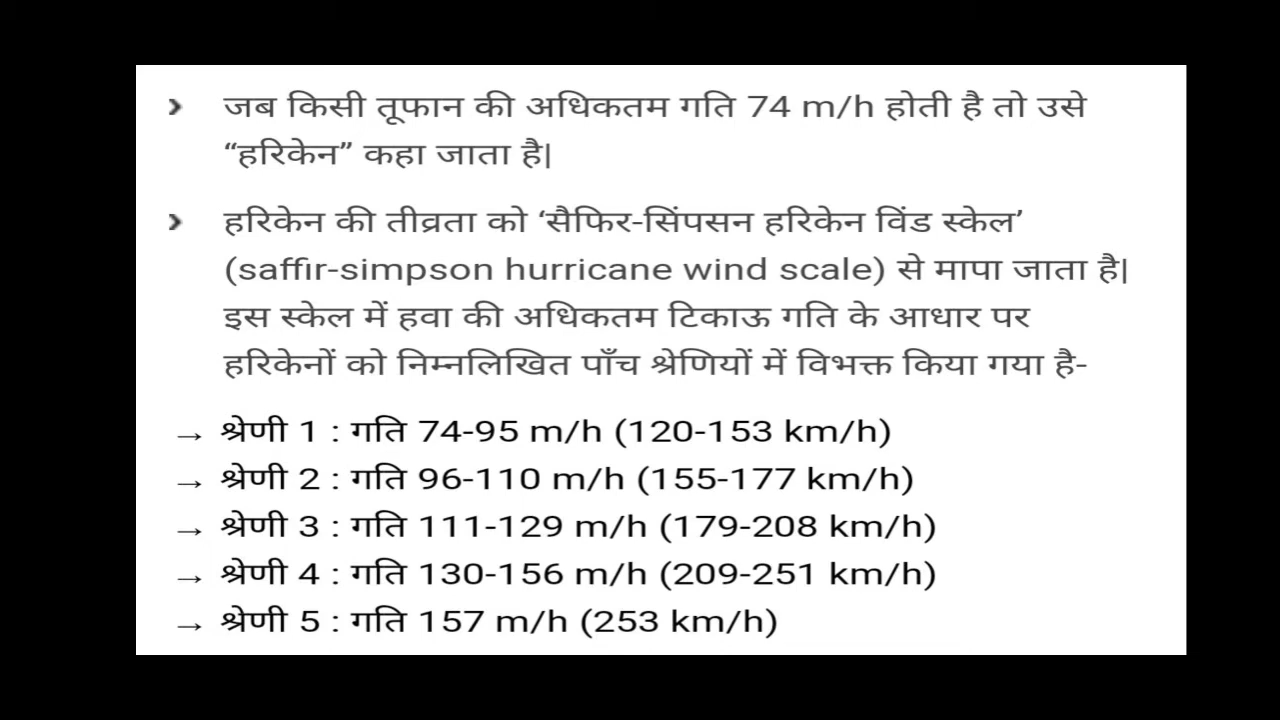 › जब किसी तूफान की अधिकतम गति 74 m/h होती है तो उसे
“हरिकेन” कहा जाता है|
› हरिकेन की तीव्रता को ‘सैफिर-सिंपसन हरिकेन विंड स्केल’
(saffir-simpson hurricane wind scale) से मापा जाता है|
इस स्केल में हवा की अधिकतम टिकाऊ गति के आधार पर
हरिकेनों को निम्नलिखित पाँच श्रेणियों में विभक्त किया गया है-
→ श्रेणी 1 : गति 74-95 m/h (120-153 km/h)
→ श्रेणी 2 : गति 96-110 m/h (155-177 km/h)
→ श्रेणी 3 : गति 111-129 m/h (179-208 km/h)
→ श्रेणी 4 : गति 130-156 m/h (209-251 km/h)
→ श्रेणी 5 : गति 157 m/h (253 km/h)